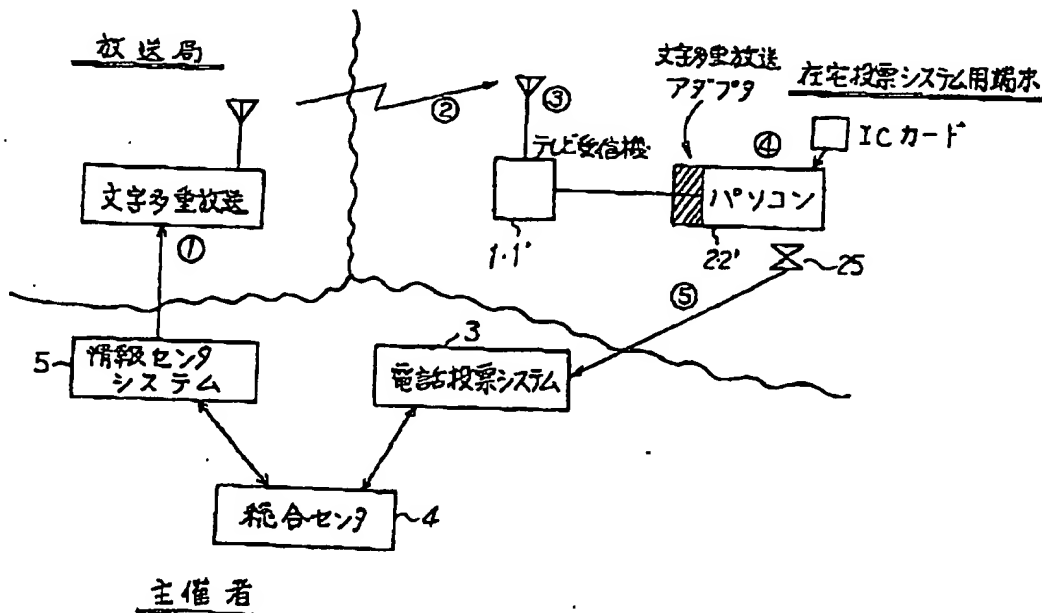 放送局
文字多重放送
①
②
③
テレビ受信機
1・1'
文字多重放送
アダプタ
在宅投票システム用端末
④
ICカード
パソコン
2・2'
25
⑤
5
情報センタ
システム
3
電話投票システム
総合センタ
4
主催者